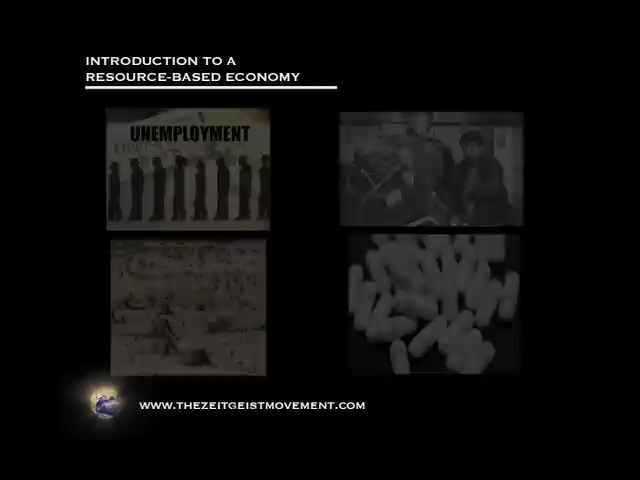 INTRODUCTION TO A
RESOURCE-BASED ECONOMY
UNEMPLOYMENT
WWW.THEZEITGEISTMOVEMENT.COM